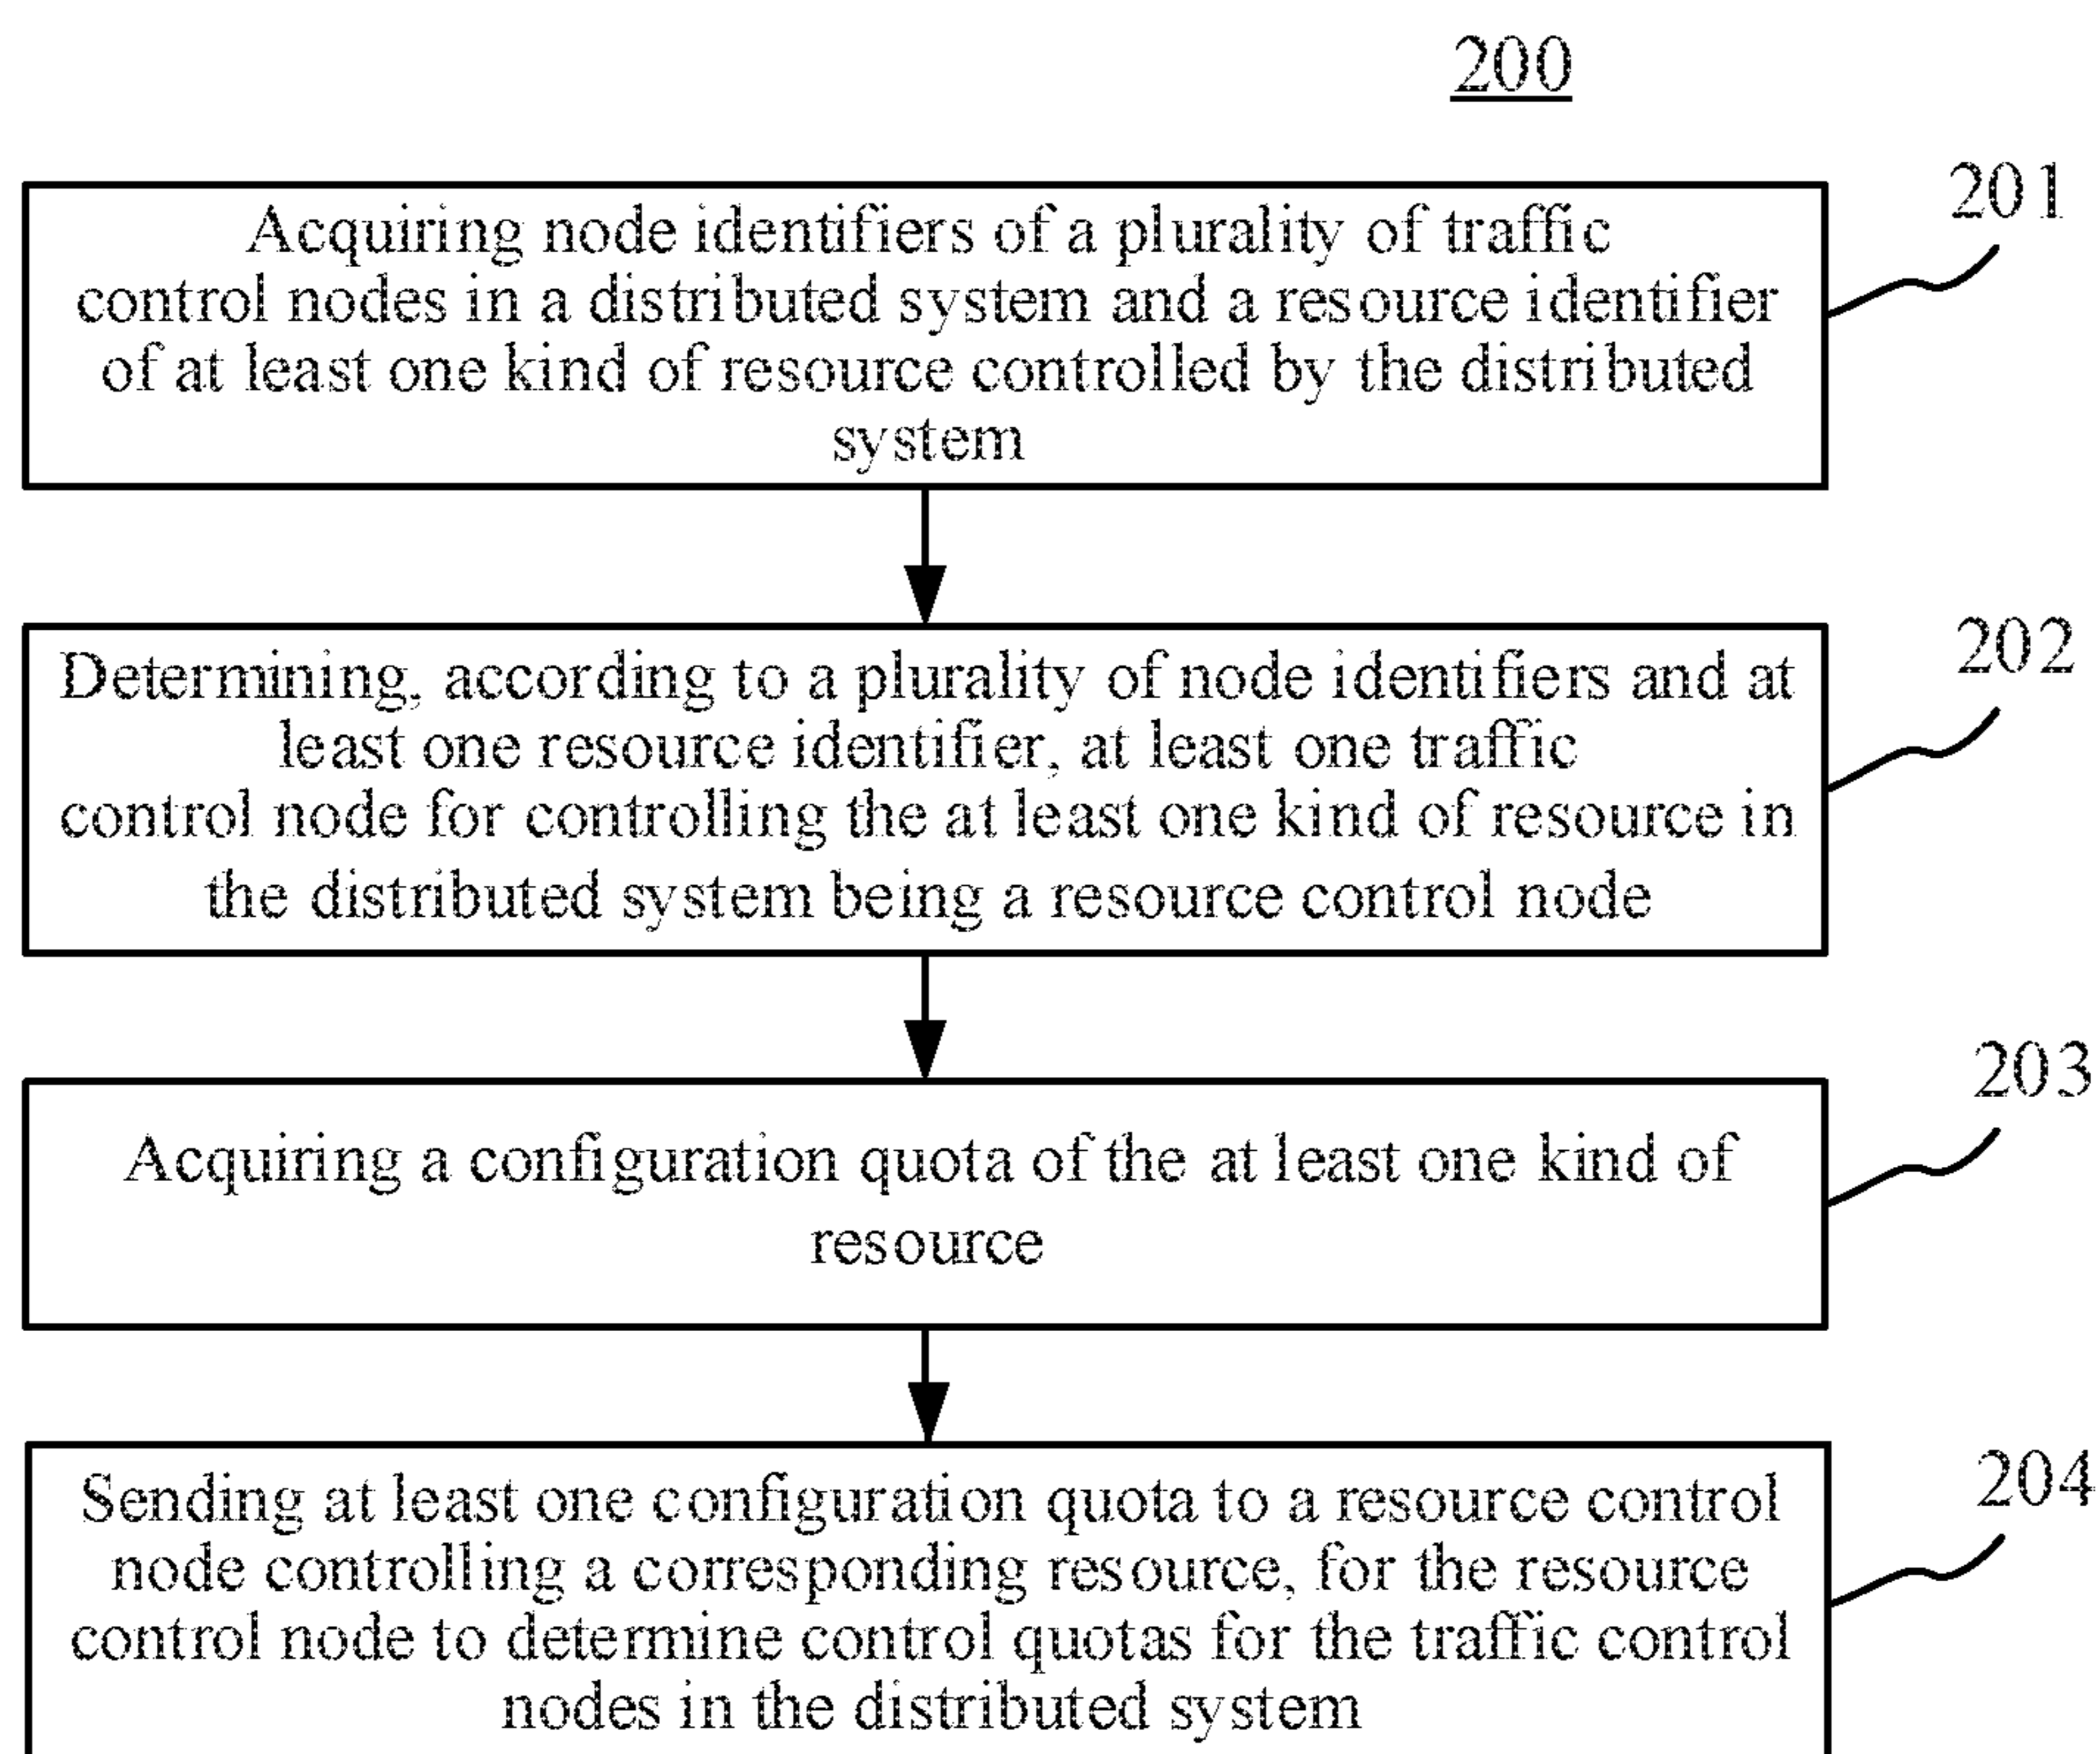 200
201
Acquiring node identifiers of a plurality of traffic
control nodes in a distributed system and a resource identifier
of at least one kind of resource controlled by the distributed
system
202
Determining, according to a plurality of node identifiers and at
least one resource identifier, at least one traffic
control node for controlling the at least one kind of resource in
the distributed system being a resource control node
203
Acquiring a configuration quota of the at least one kind of
resource
204
Sending at least one configuration quota to a resource control
node controlling a corresponding resource, for the resource
control node to determine control quotas for the traffic control
nodes in the distributed system